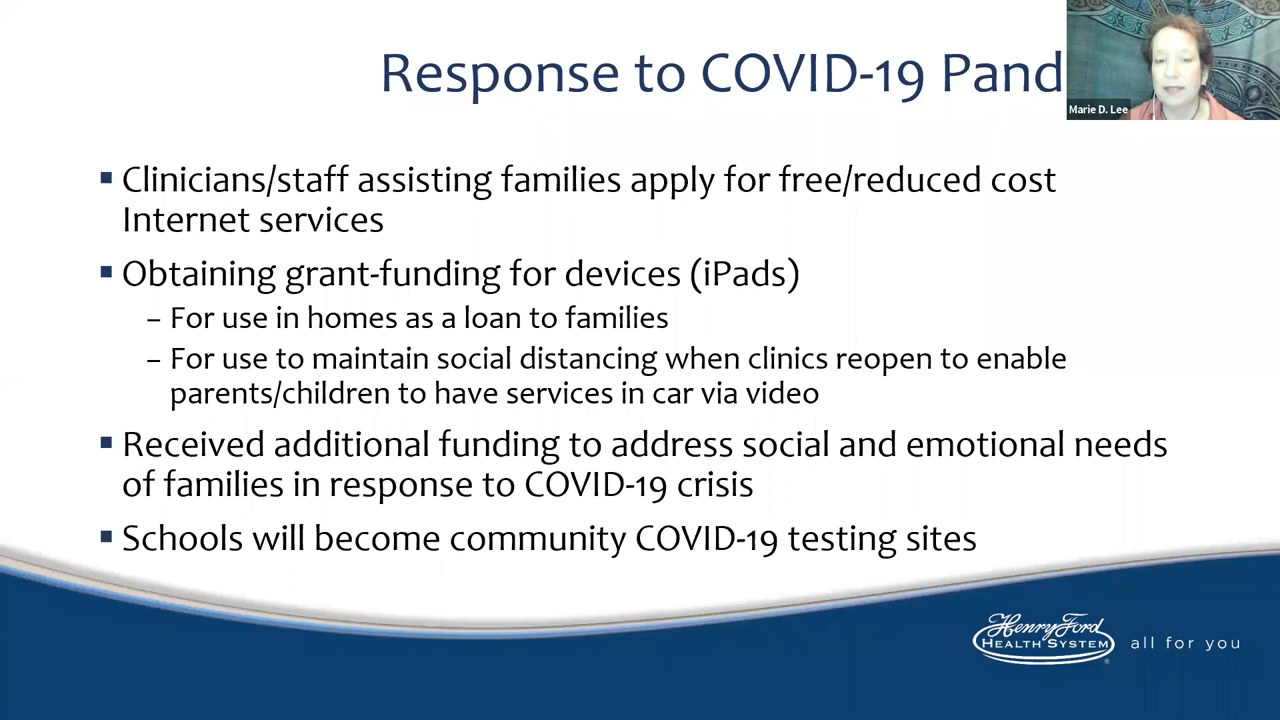 Response to COVID-19 Pand
Marie D. Lee
▪ Clinicians/staff assisting families apply for free/reduced cost
Internet services
▪ Obtaining grant-funding for devices (iPads)
– For use in homes as a loan to families
– For use to maintain social distancing when clinics reopen to enable
parents/children to have services in car via video
▪ Received additional funding to address social and emotional needs
of families in response to COVID-19 crisis
▪ Schools will become community COVID-19 testing sites
Henry Ford
HEALTH SYSTEM®
all for you